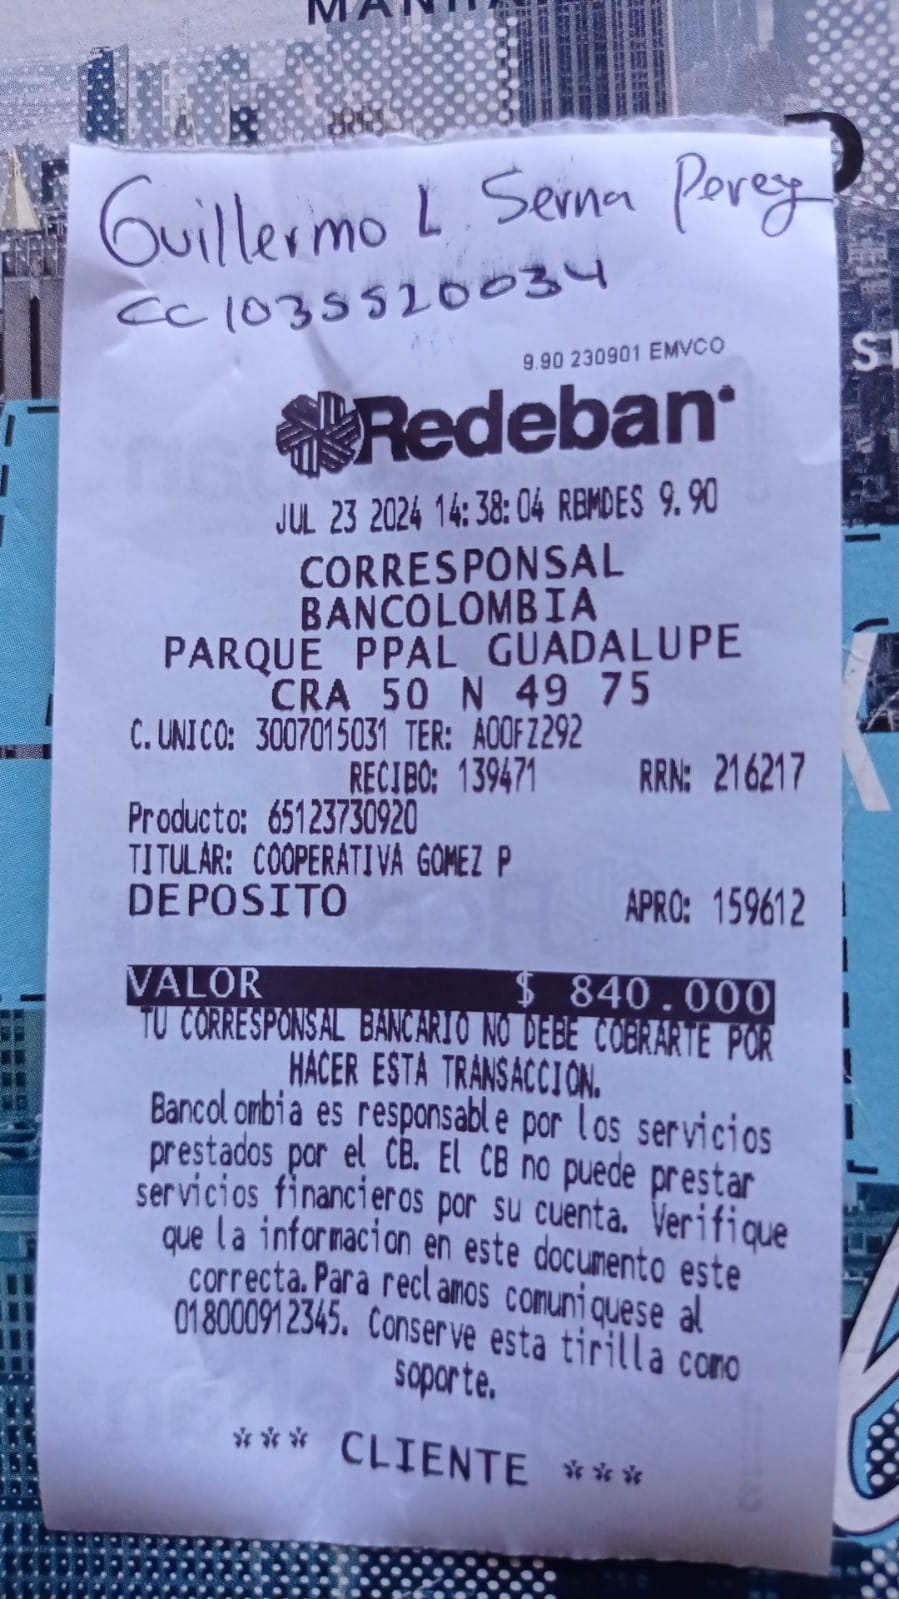 MANHA
Guillermo L Serna Perez
CC 1035520034
9.90 230901 EMVCO
Redeban
JUL 23 2024 14:38:04 RBMDES 9.90
CORRESPONSAL
BANCOLOMBIA
PARQUE PPAL GUADALUPE
CRA 50 N 49 75
C.UNICO: 3007015031 TER: A00FZ292
RECIBO: 139471 RRN: 216217
Producto: 65123730920
TITULAR: COOPERATIVA GOMEZ P
DEPOSITO APRO: 159612
VALOR $ 840.000
TU CORRESPONSAL BANCARIO NO DEBE COBRARTE POR
HACER ESTA TRANSACCION.
Bancolombia es responsable por los servicios
prestados por el CB. El CB no puede prestar
servicios financieros por su cuenta. Verifique
que la informacion en este documento este
correcta. Para reclamos comuniquese al
018000912345. Conserve esta tirilla como
soporte.
*** CLIENTE ***